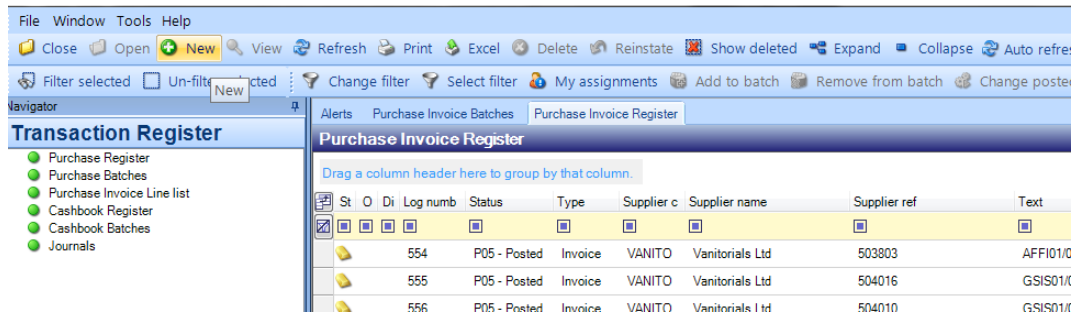 File Window Tools Help
Close Open New View Refresh Print Excel Delete Reinstate Show deleted Expand Collapse Auto refres
Filter selected Un-filte cted Change filter Select filter My assignments Add to batch Remove from batch Change poste
New
Navigator
Alerts Purchase Invoice Batches Purchase Invoice Register
Transaction Register
Purchase Invoice Register
Purchase Register
Purchase Batches
Purchase Invoice Line list
Cashbook Register
Cashbook Batches
Journals
Drag a column header here to group by that column.
St O Di Log numb Status Type Supplier c Supplier name Supplier ref Text
554 P05 - Posted Invoice VANITO Vanitorials Ltd 503803 AFFI01/0
555 P05 - Posted Invoice VANITO Vanitorials Ltd 504016 GSIS01/0
556 P05 - Posted Invoice VANITO Vanitorials Ltd 504010 GSIS01/0